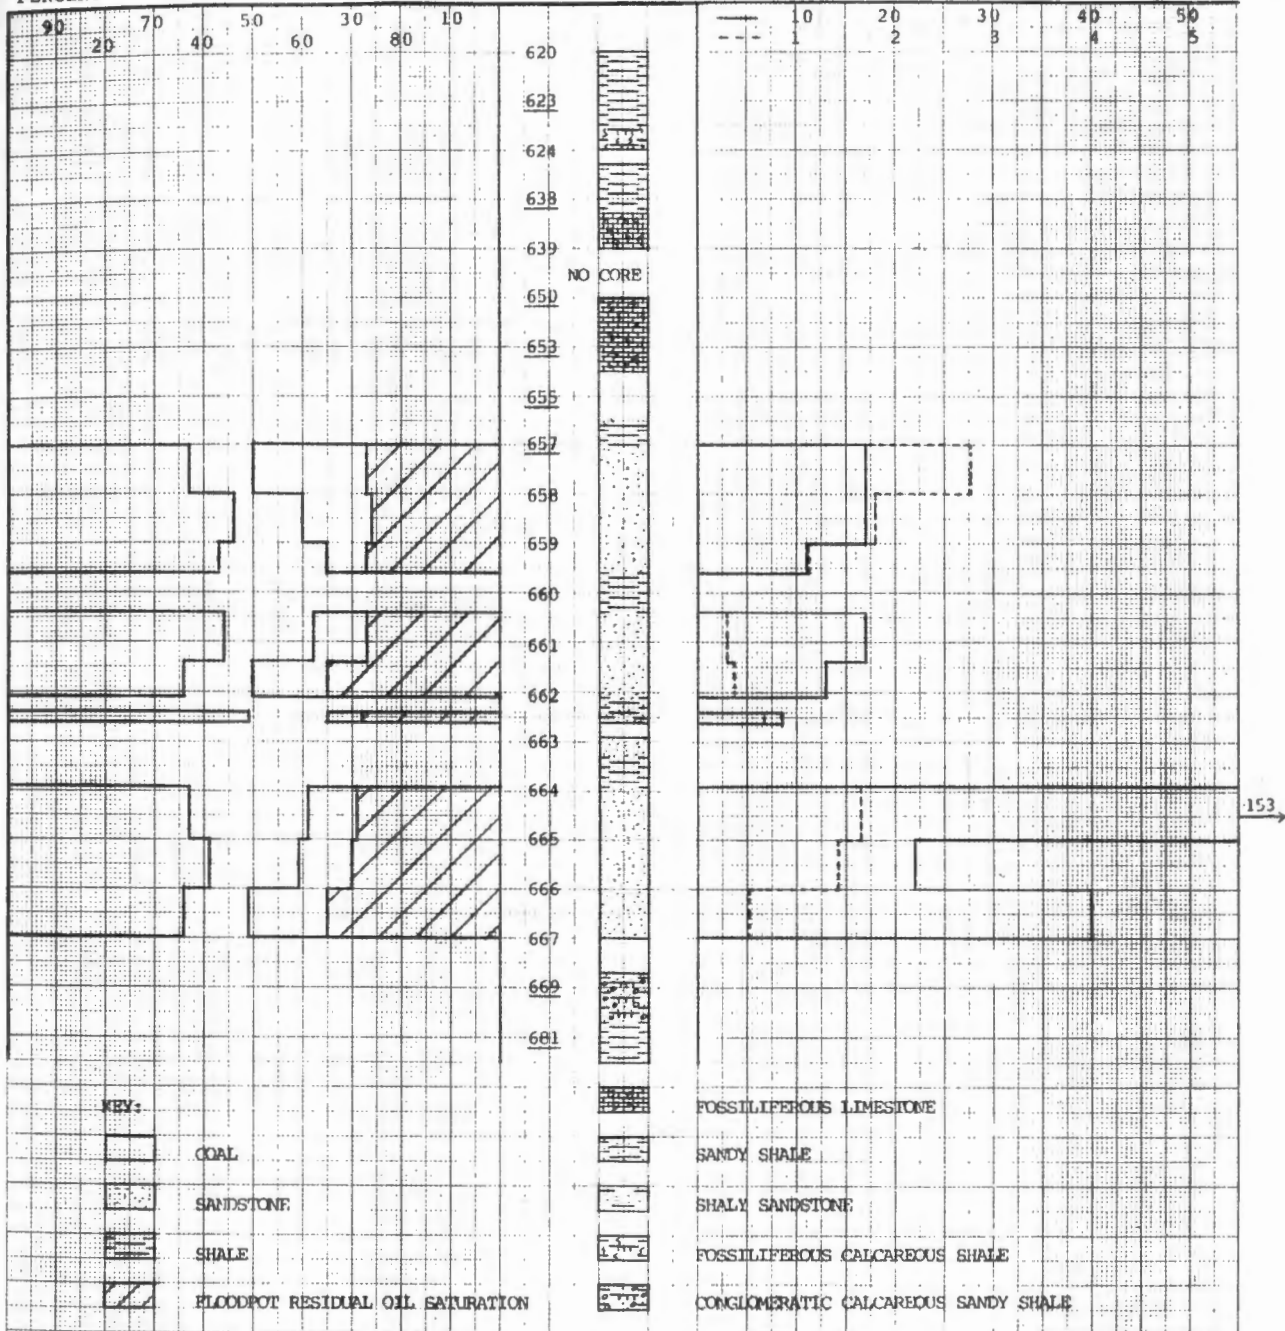 90 70 50 30 10 10 20 30 40 50
20 40 60 80 1 2 3 4 5
620
623
624
638
639
NO CORE
650
653
655
657
658
659
660
661
662
663
664
153
665
666
667
669
681
KEY:
FOSSILIFEROUS LIMESTONE
COAL
SANDY SHALE
SANDSTONE
SHALY SANDSTONE
SHALE
FOSSILIFEROUS CALCAREOUS SHALE
FLOODPOT RESIDUAL OIL SATURATION
CONGLOMERATIC CALCAREOUS SANDY SHALE